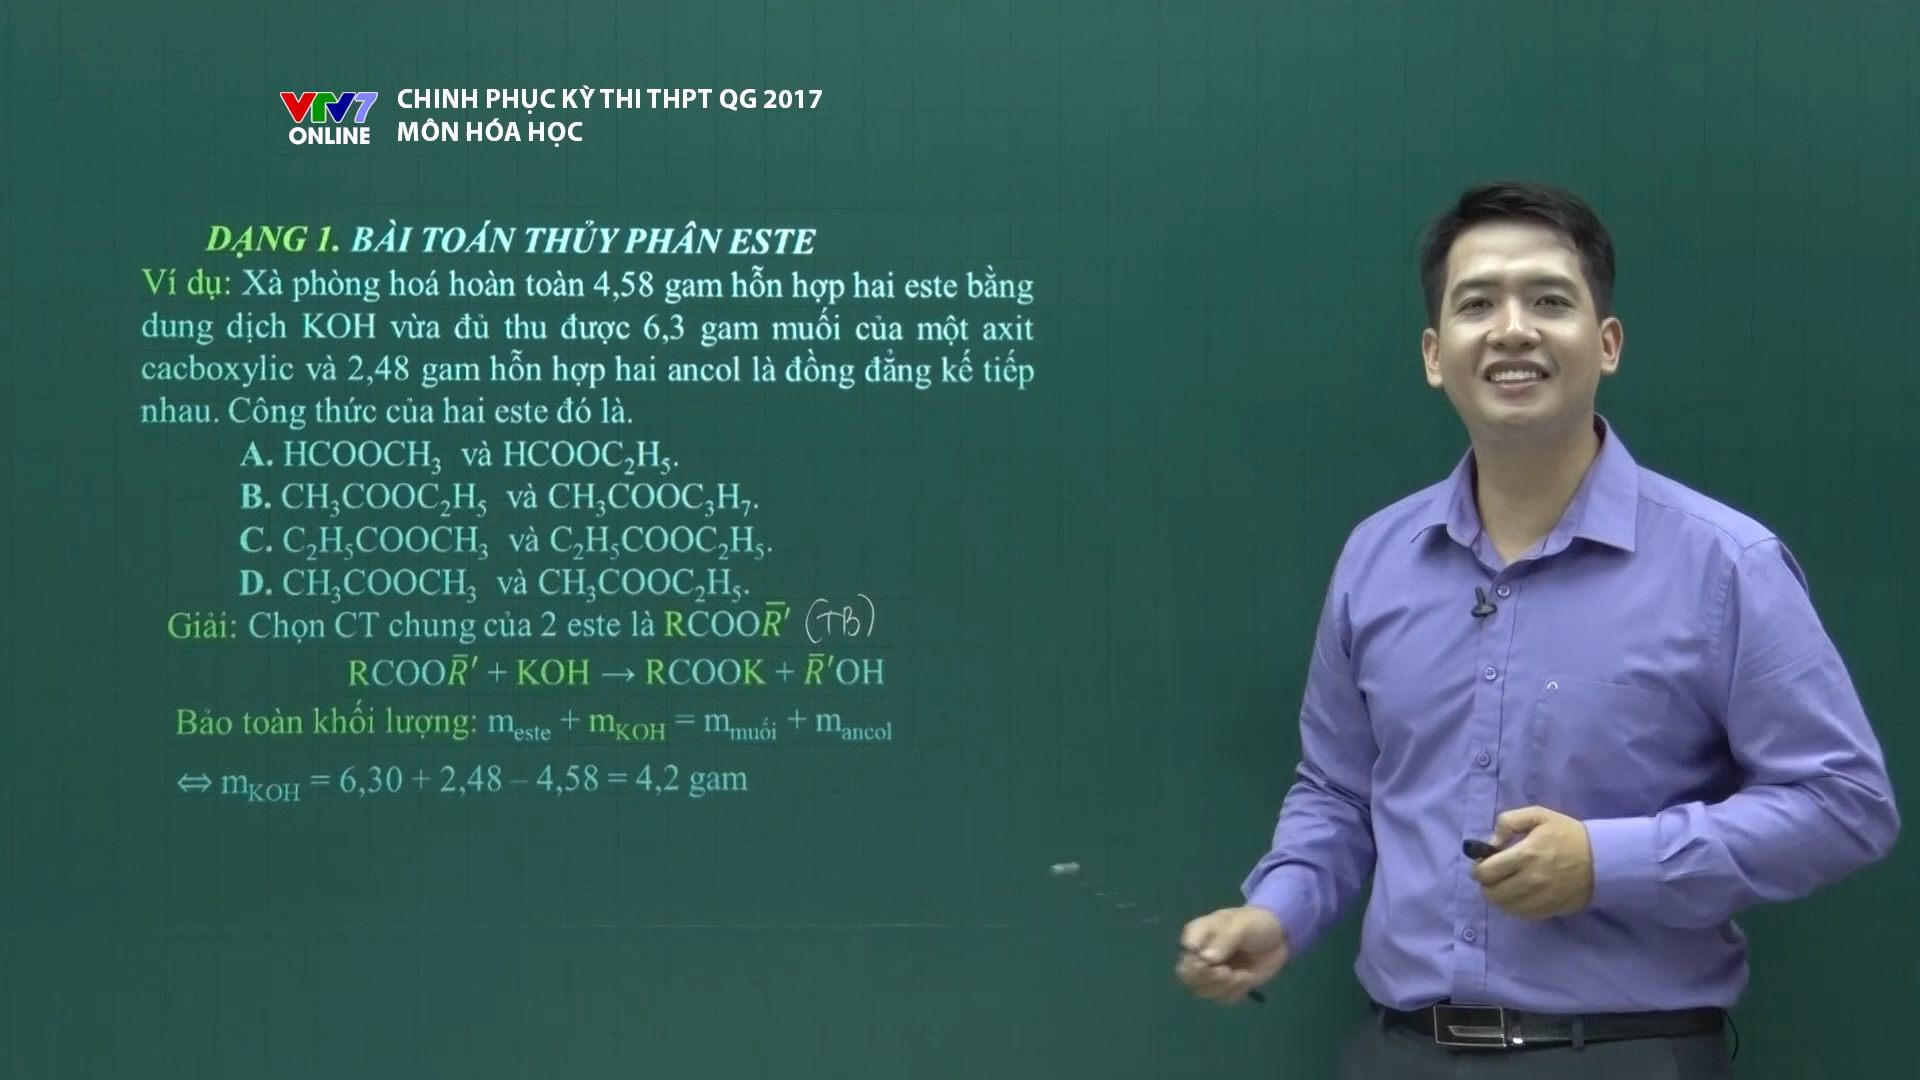 VTV7
ONLINE
CHINH PHỤC KỲ THI THPT QG 2017
MÔN HÓA HỌC
DẠNG 1. BÀI TOÁN THỦY PHÂN ESTE
Ví dụ: Xà phòng hoá hoàn toàn 4,58 gam hỗn hợp hai este bằng
dung dịch KOH vừa đủ thu được 6,3 gam muối của một axit
cacboxylic và 2,48 gam hỗn hợp hai ancol là đồng đẳng kế tiếp
nhau. Công thức của hai este đó là.
A. HCOOCH₃ và HCOOC₂H₅.
B. CH₃COOC₂H₅ và CH₃COOC₃H₇.
C. C₂H₅COOCH₃ và C₂H₅COOC₂H₅.
D. CH₃COOCH₃ và CH₃COOC₂H₅.
Giải: Chọn CT chung của 2 este là RCOOR̅′ (TB)
RCOOR̅′ + KOH → RCOOK + R̅′OH
Bảo toàn khối lượng: m_este + m_KOH = m_muối + m_ancol
⇔ m_KOH = 6,30 + 2,48 – 4,58 = 4,2 gam